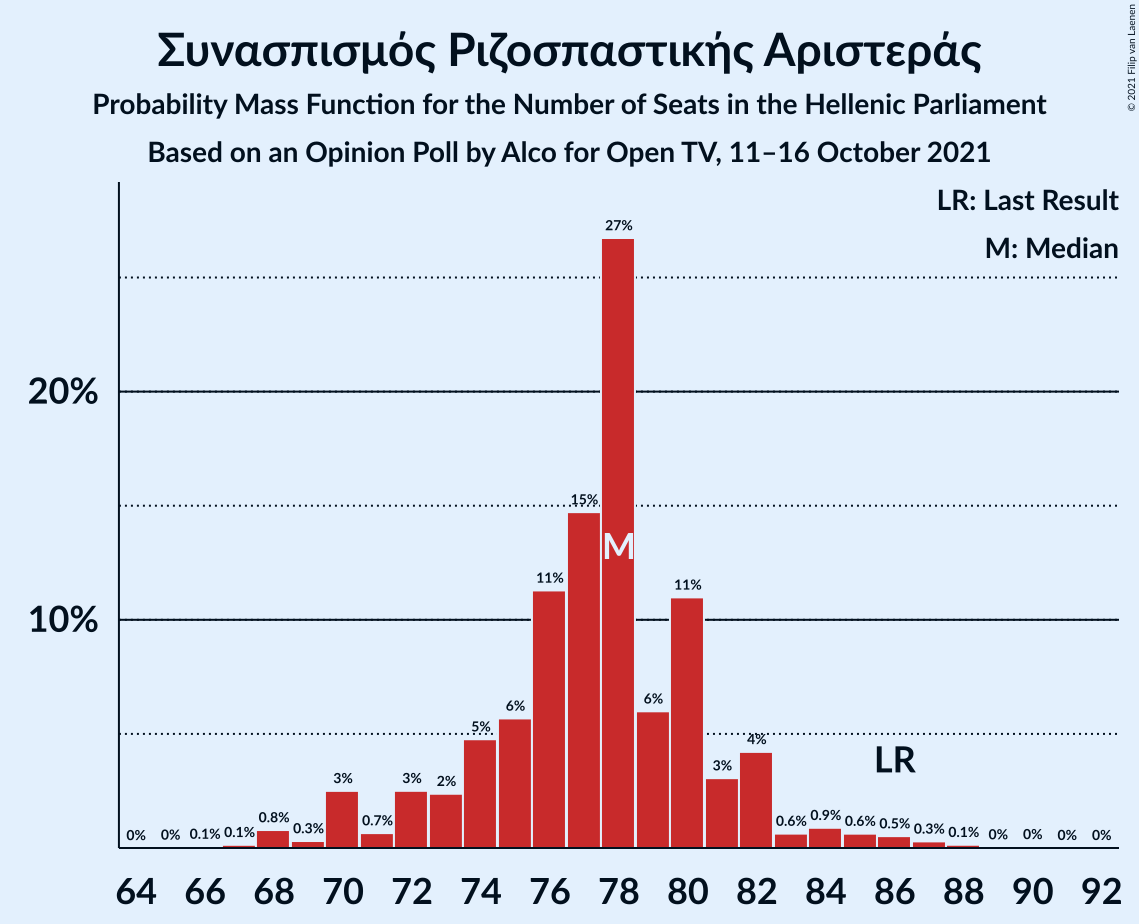 Συνασπισμός Ριζοσπαστικής Αριστεράς
Probability Mass Function for the Number of Seats in the Hellenic Parliament
Based on an Opinion Poll by Alco for Open TV, 11–16 October 2021
© 2021 Filip van Laenen
LR: Last Result
M: Median
20%
10%
0% 0% 0.1% 0.1% 0.8% 0.3% 3% 0.7% 3% 2% 5% 6% 11% 15% 27% 6% 11% 3% 4% 0.6% 0.9% 0.6% 0.5% 0.3% 0.1% 0% 0% 0% 0%
M
LR
64 66 68 70 72 74 76 78 80 82 84 86 88 90 92